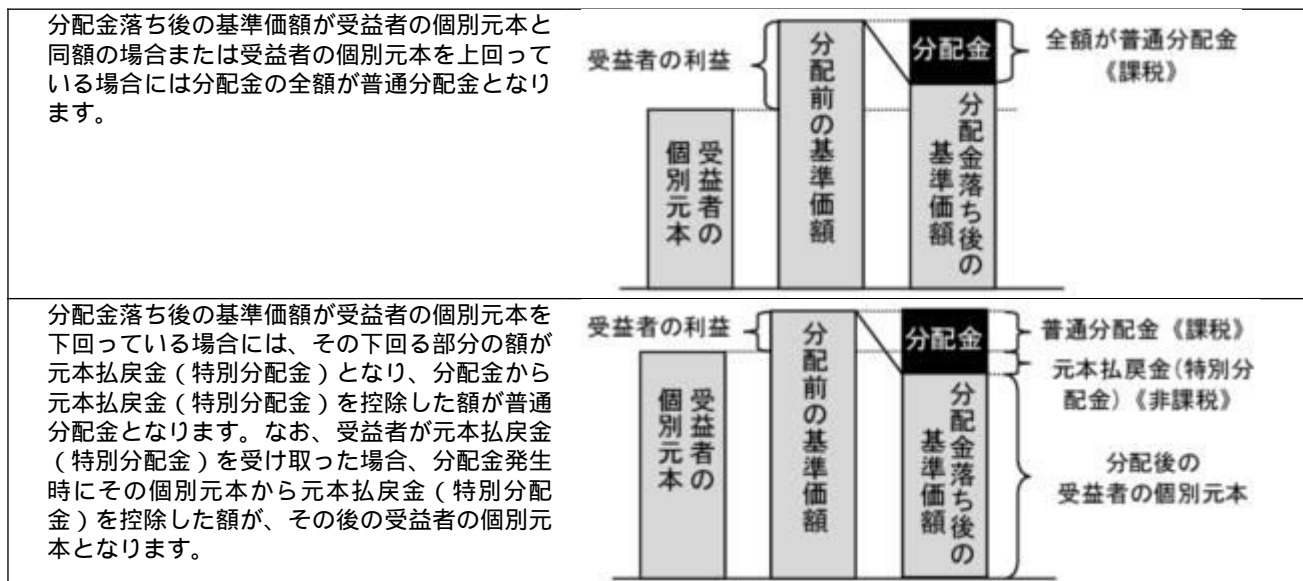 分配金落ち後の基準価額が受益者の個別元本と
同額の場合または受益者の個別元本を上回って
いる場合には分配金の全額が普通分配金となり
ます。
受益者の利益
受益者の
個別元本
分配前の基準価額
分配金
分配金落ち後の
基準価額
全額が普通分配金
《課税》
分配金落ち後の基準価額が受益者の個別元本を
下回っている場合には、その下回る部分の額が
元本払戻金(特別分配金)となり、分配金から
元本払戻金(特別分配金)を控除した額が普通
分配金となります。なお、受益者が元本払戻金
(特別分配金)を受け取った場合、分配金発生
時にその個別元本から元本払戻金(特別分配
金)を控除した額が、その後の受益者の個別元
本となります。
受益者の利益
受益者の
個別元本
分配前の基準価額
分配金
分配金落ち後の
基準価額
普通分配金《課税》
元本払戻金(特別分
配金)《非課税》
分配後の
受益者の個別元本